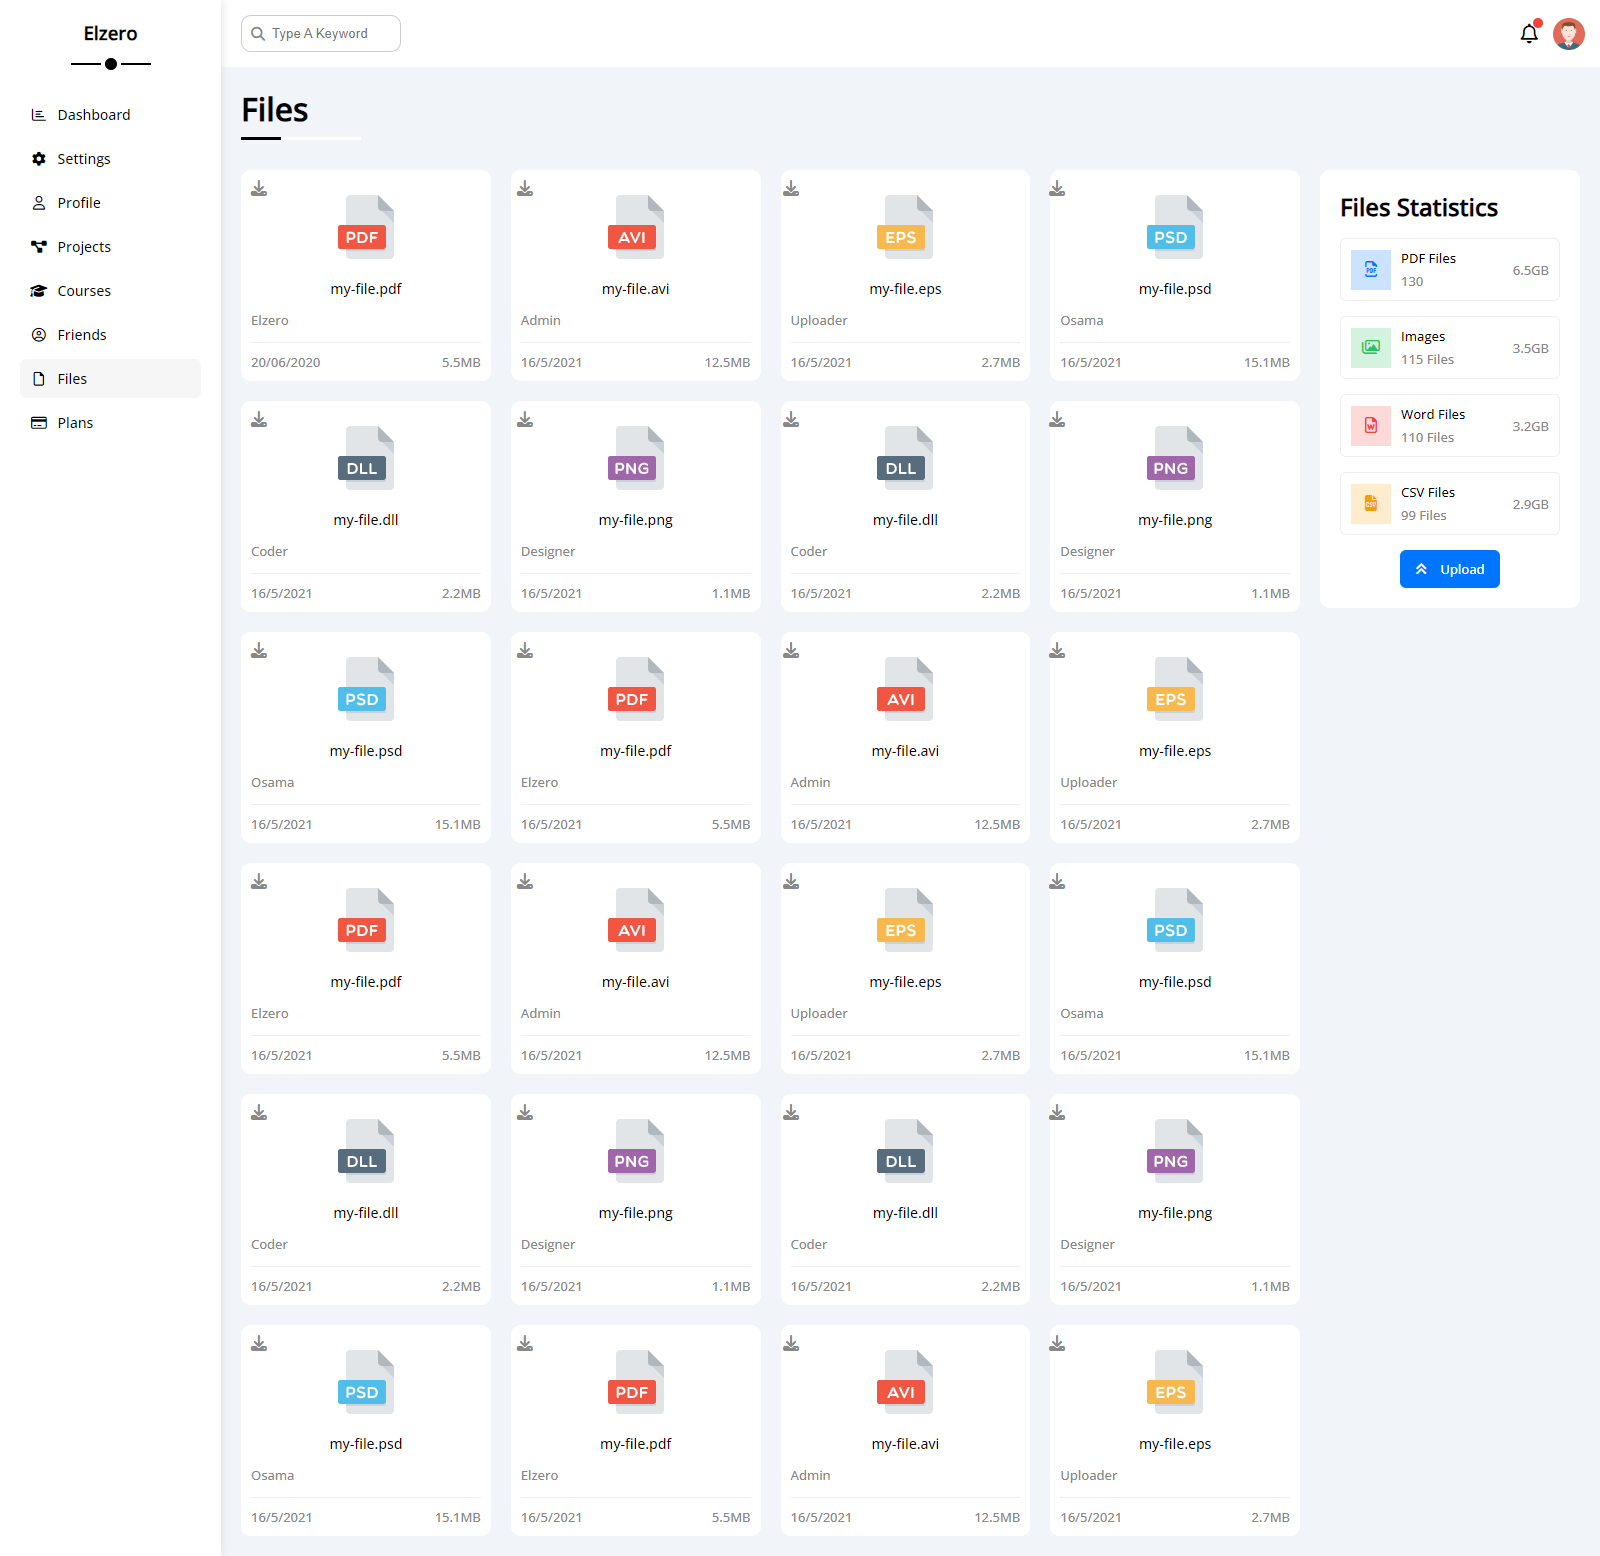 Elzero
Type A Keyword
Dashboard
Settings
Profile
Projects
Courses
Friends
Files
Plans
Files
PDF
my-file.pdf
Elzero
20/06/2020 5.5MB
AVI
my-file.avi
Admin
16/5/2021 12.5MB
EPS
my-file.eps
Uploader
16/5/2021 2.7MB
PSD
my-file.psd
Osama
16/5/2021 15.1MB
DLL
my-file.dll
Coder
16/5/2021 2.2MB
PNG
my-file.png
Designer
16/5/2021 1.1MB
DLL
my-file.dll
Coder
16/5/2021 2.2MB
PNG
my-file.png
Designer
16/5/2021 1.1MB
PSD
my-file.psd
Osama
16/5/2021 15.1MB
PDF
my-file.pdf
Elzero
16/5/2021 5.5MB
AVI
my-file.avi
Admin
16/5/2021 12.5MB
EPS
my-file.eps
Uploader
16/5/2021 2.7MB
PDF
my-file.pdf
Elzero
16/5/2021 5.5MB
AVI
my-file.avi
Admin
16/5/2021 12.5MB
EPS
my-file.eps
Uploader
16/5/2021 2.7MB
PSD
my-file.psd
Osama
16/5/2021 15.1MB
DLL
my-file.dll
Coder
16/5/2021 2.2MB
PNG
my-file.png
Designer
16/5/2021 1.1MB
DLL
my-file.dll
Coder
16/5/2021 2.2MB
PNG
my-file.png
Designer
16/5/2021 1.1MB
PSD
my-file.psd
Osama
16/5/2021 15.1MB
PDF
my-file.pdf
Elzero
16/5/2021 5.5MB
AVI
my-file.avi
Admin
16/5/2021 12.5MB
EPS
my-file.eps
Uploader
16/5/2021 2.7MB
Files Statistics
PDF
PDF Files
130
6.5GB
Images
115 Files
3.5GB
W
Word Files
110 Files
3.2GB
CSV
CSV Files
99 Files
2.9GB
Upload